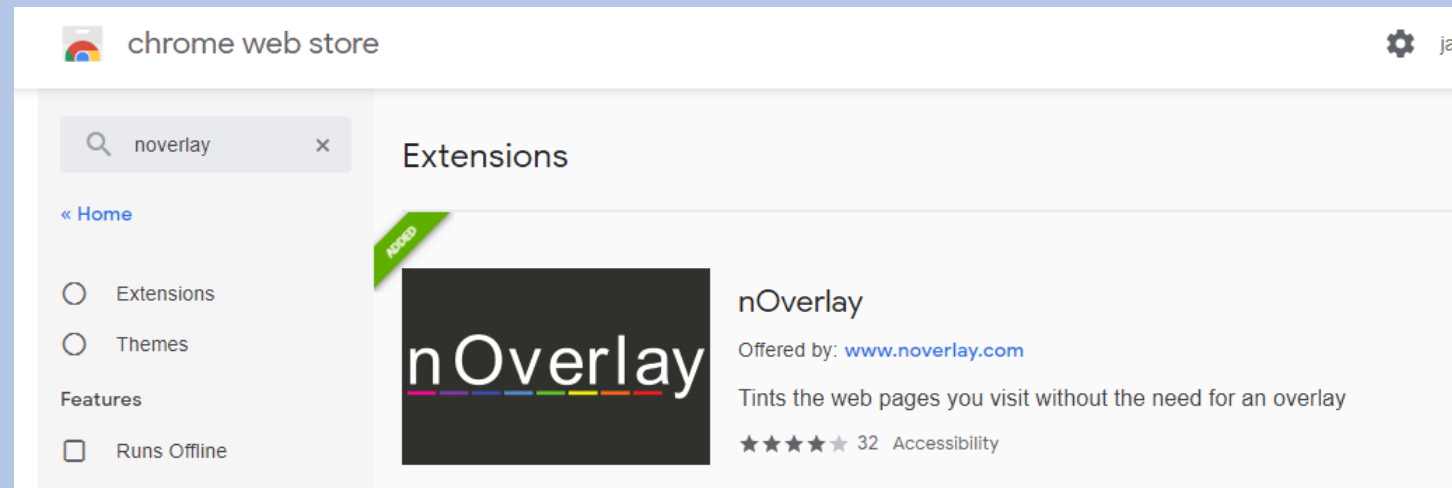 chrome web store
ja
noverlay ×
Extensions
« Home
ADDED
Extensions
Themes
Features
Runs Offline
nOverlay
nOverlay
Offered by: www.noverlay.com
Tints the web pages you visit without the need for an overlay
32 Accessibility